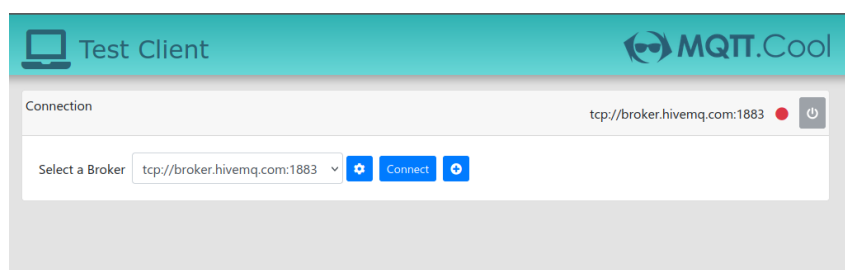 Test Client
MQTT.Cool
Connection
tcp://broker.hivemq.com:1883
Select a Broker
tcp://broker.hivemq.com:1883
Connect